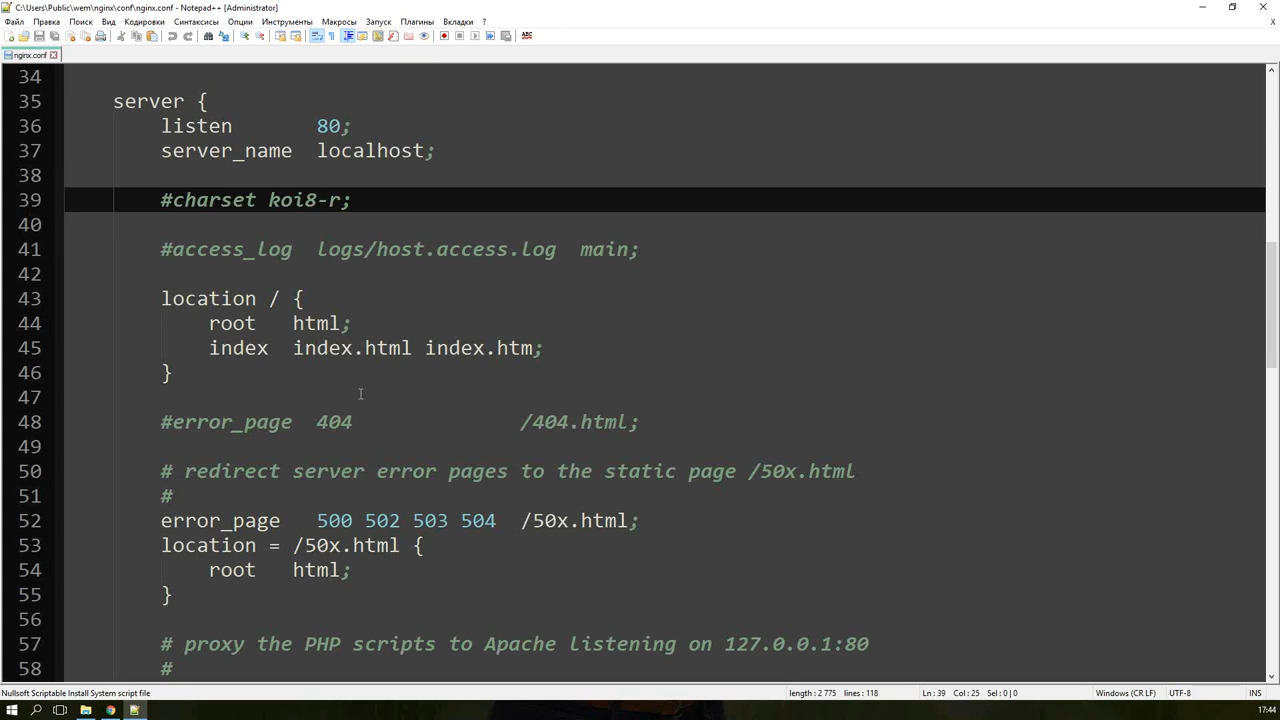 C:\Users\Public\wem\nginx\conf\nginx.conf - Notepad++ [Administrator]
Файл Правка Поиск Вид Кодировки Синтаксисы Опции Инструменты Макросы Запуск Плагины Вкладки ?
ABC
nginx.conf
34
35 server {
36 listen 80;
37 server_name localhost;
38
39 #charset koi8-r;
40
41 #access_log logs/host.access.log main;
42
43 location / {
44 root html;
45 index index.html index.htm;
46 }
47
48 #error_page 404 /404.html;
49
50 # redirect server error pages to the static page /50x.html
51 #
52 error_page 500 502 503 504 /50x.html;
53 location = /50x.html {
54 root html;
55 }
56
57 # proxy the PHP scripts to Apache listening on 127.0.0.1:80
58 #
Nullsoft Scriptable Install System script file length : 2 775 lines : 118 Ln : 39 Col : 25 Sel : 0 | 0 Windows (CR LF) UTF-8 INS
17:44